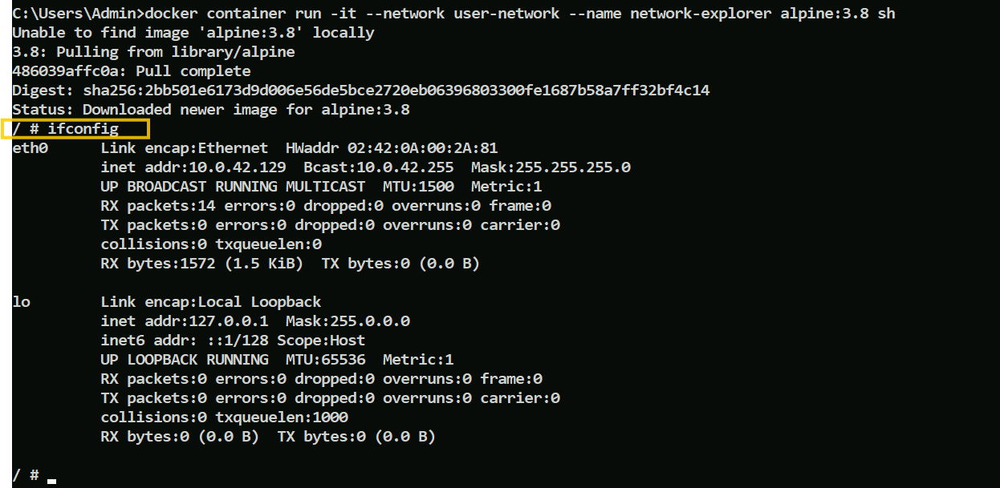 C:\Users\Admin>docker container run -it --network user-network --name network-explorer alpine:3.8 sh
Unable to find image 'alpine:3.8' locally
3.8: Pulling from library/alpine
486039affc0a: Pull complete
Digest: sha256:2bb501e6173d9d006e56de5bce2720eb06396803300fe1687b58a7ff32bf4c14
Status: Downloaded newer image for alpine:3.8
/ # ifconfig
eth0      Link encap:Ethernet  HWaddr 02:42:0A:00:2A:81
          inet addr:10.0.42.129  Bcast:10.0.42.255  Mask:255.255.255.0
          UP BROADCAST RUNNING MULTICAST  MTU:1500  Metric:1
          RX packets:14 errors:0 dropped:0 overruns:0 frame:0
          TX packets:0 errors:0 dropped:0 overruns:0 carrier:0
          collisions:0 txqueuelen:0
          RX bytes:1572 (1.5 KiB)  TX bytes:0 (0.0 B)

lo        Link encap:Local Loopback
          inet addr:127.0.0.1  Mask:255.0.0.0
          inet6 addr: ::1/128 Scope:Host
          UP LOOPBACK RUNNING  MTU:65536  Metric:1
          RX packets:0 errors:0 dropped:0 overruns:0 frame:0
          TX packets:0 errors:0 dropped:0 overruns:0 carrier:0
          collisions:0 txqueuelen:1000
          RX bytes:0 (0.0 B)  TX bytes:0 (0.0 B)

/ #